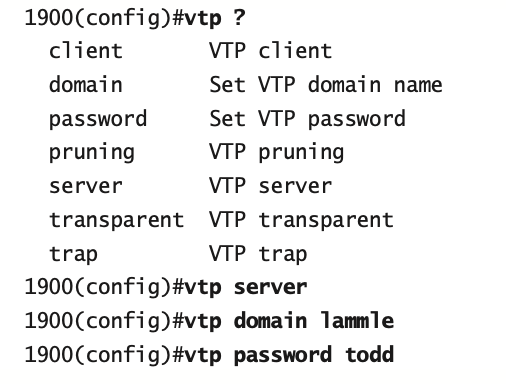 1900(config)#vtp ?
client VTP client
domain Set VTP domain name
password Set VTP password
pruning VTP pruning
server VTP server
transparent VTP transparent
trap VTP trap
1900(config)#vtp server
1900(config)#vtp domain lammle
1900(config)#vtp password todd